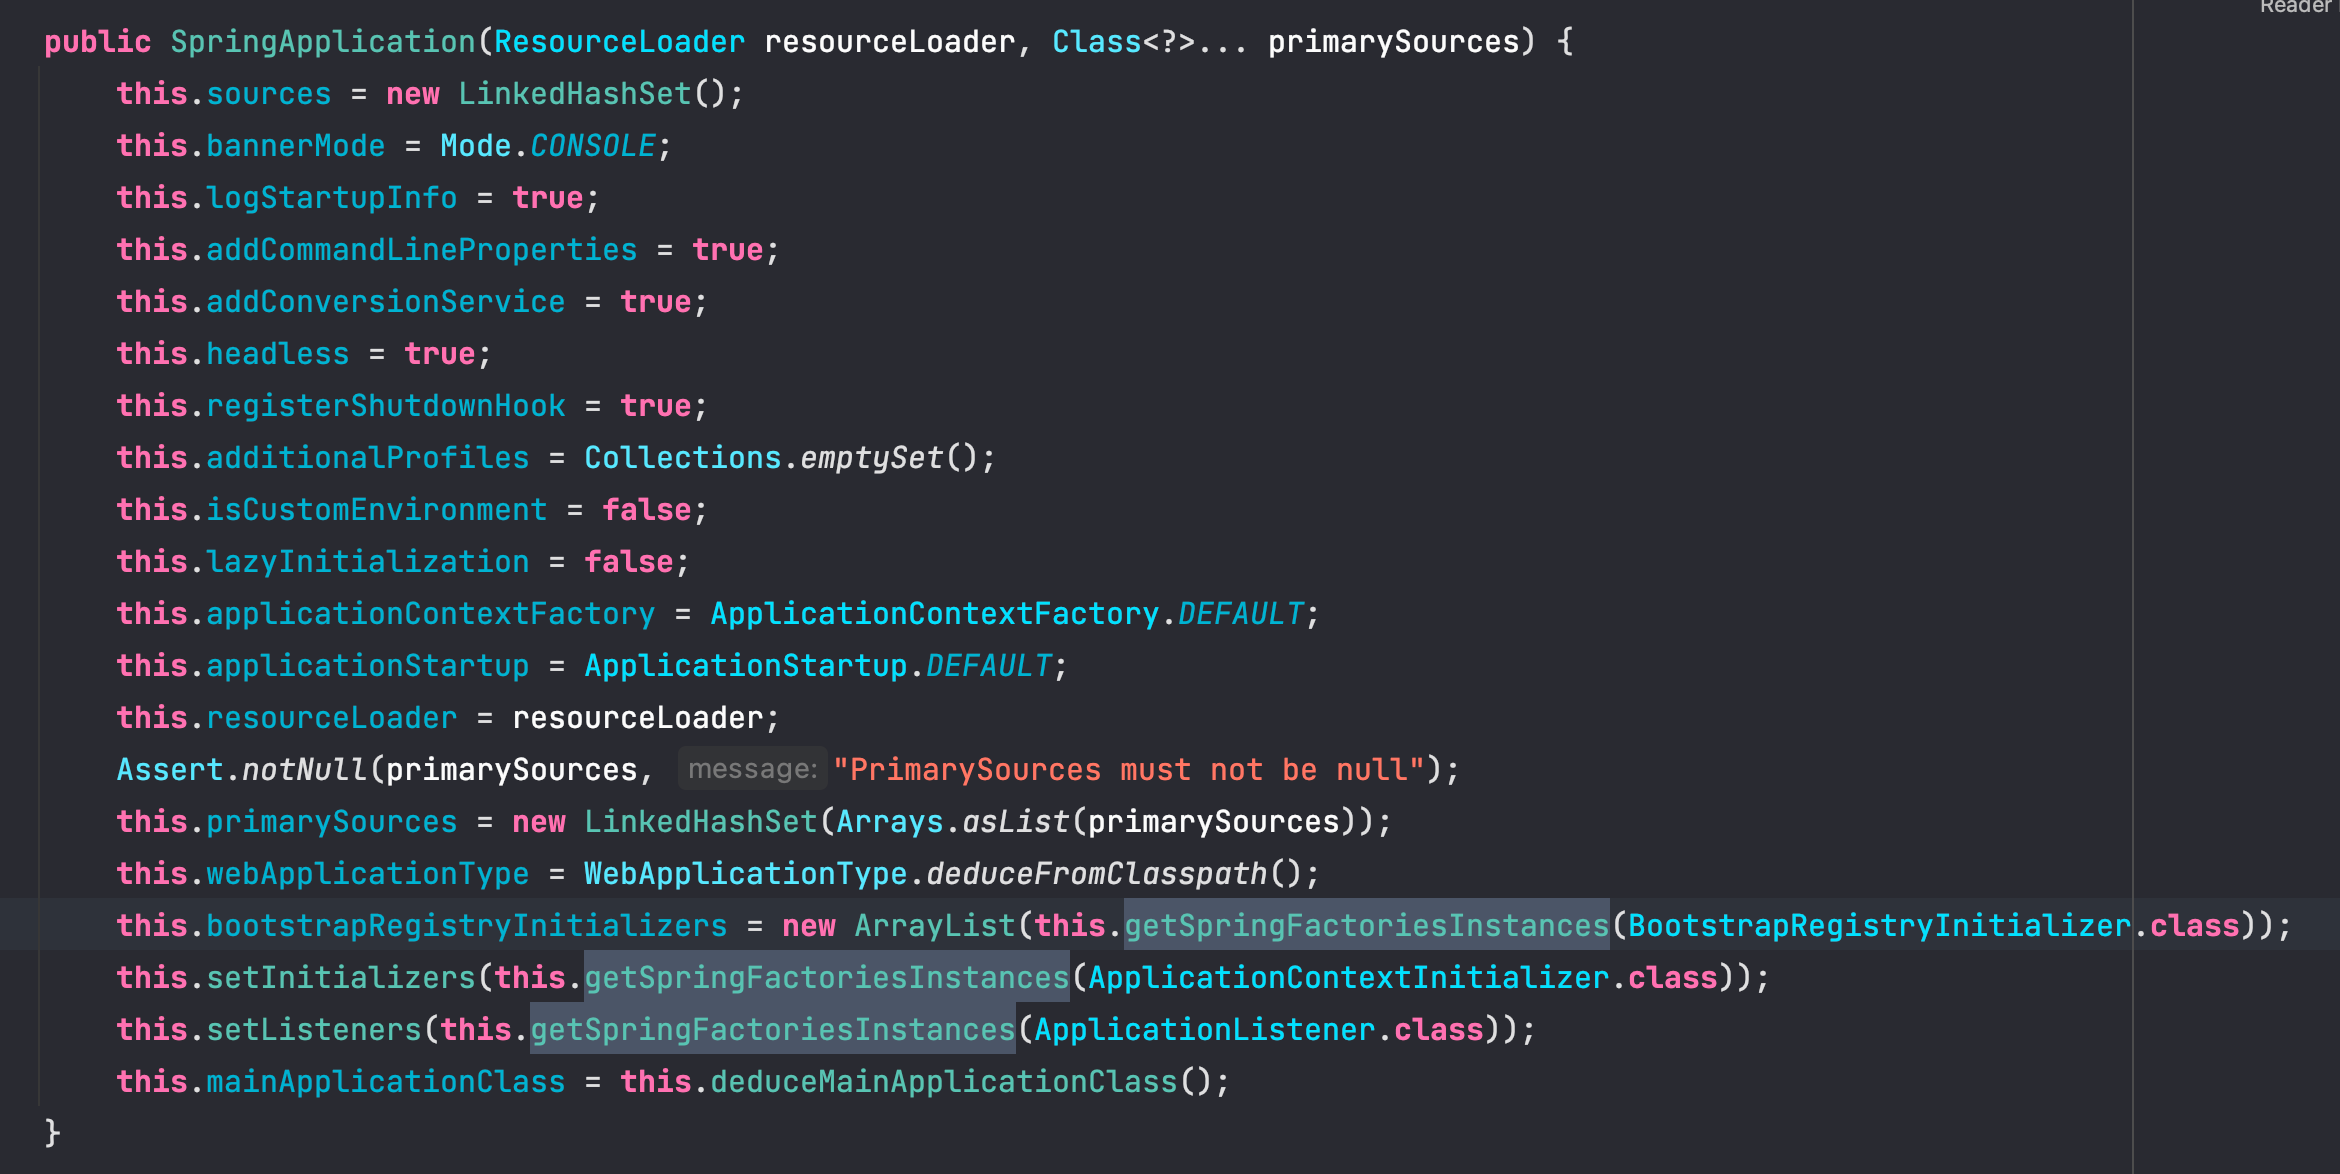 Reader
public SpringApplication(ResourceLoader resourceLoader, Class<?>... primarySources) {
this.sources = new LinkedHashSet();
this.bannerMode = Mode.CONSOLE;
this.logStartupInfo = true;
this.addCommandLineProperties = true;
this.addConversionService = true;
this.headless = true;
this.registerShutdownHook = true;
this.additionalProfiles = Collections.emptySet();
this.isCustomEnvironment = false;
this.lazyInitialization = false;
this.applicationContextFactory = ApplicationContextFactory.DEFAULT;
this.applicationStartup = ApplicationStartup.DEFAULT;
this.resourceLoader = resourceLoader;
Assert.notNull(primarySources, message: "PrimarySources must not be null");
this.primarySources = new LinkedHashSet(Arrays.asList(primarySources));
this.webApplicationType = WebApplicationType.deduceFromClasspath();
this.bootstrapRegistryInitializers = new ArrayList(this.getSpringFactoriesInstances(BootstrapRegistryInitializer.class));
this.setInitializers(this.getSpringFactoriesInstances(ApplicationContextInitializer.class));
this.setListeners(this.getSpringFactoriesInstances(ApplicationListener.class));
this.mainApplicationClass = this.deduceMainApplicationClass();
}